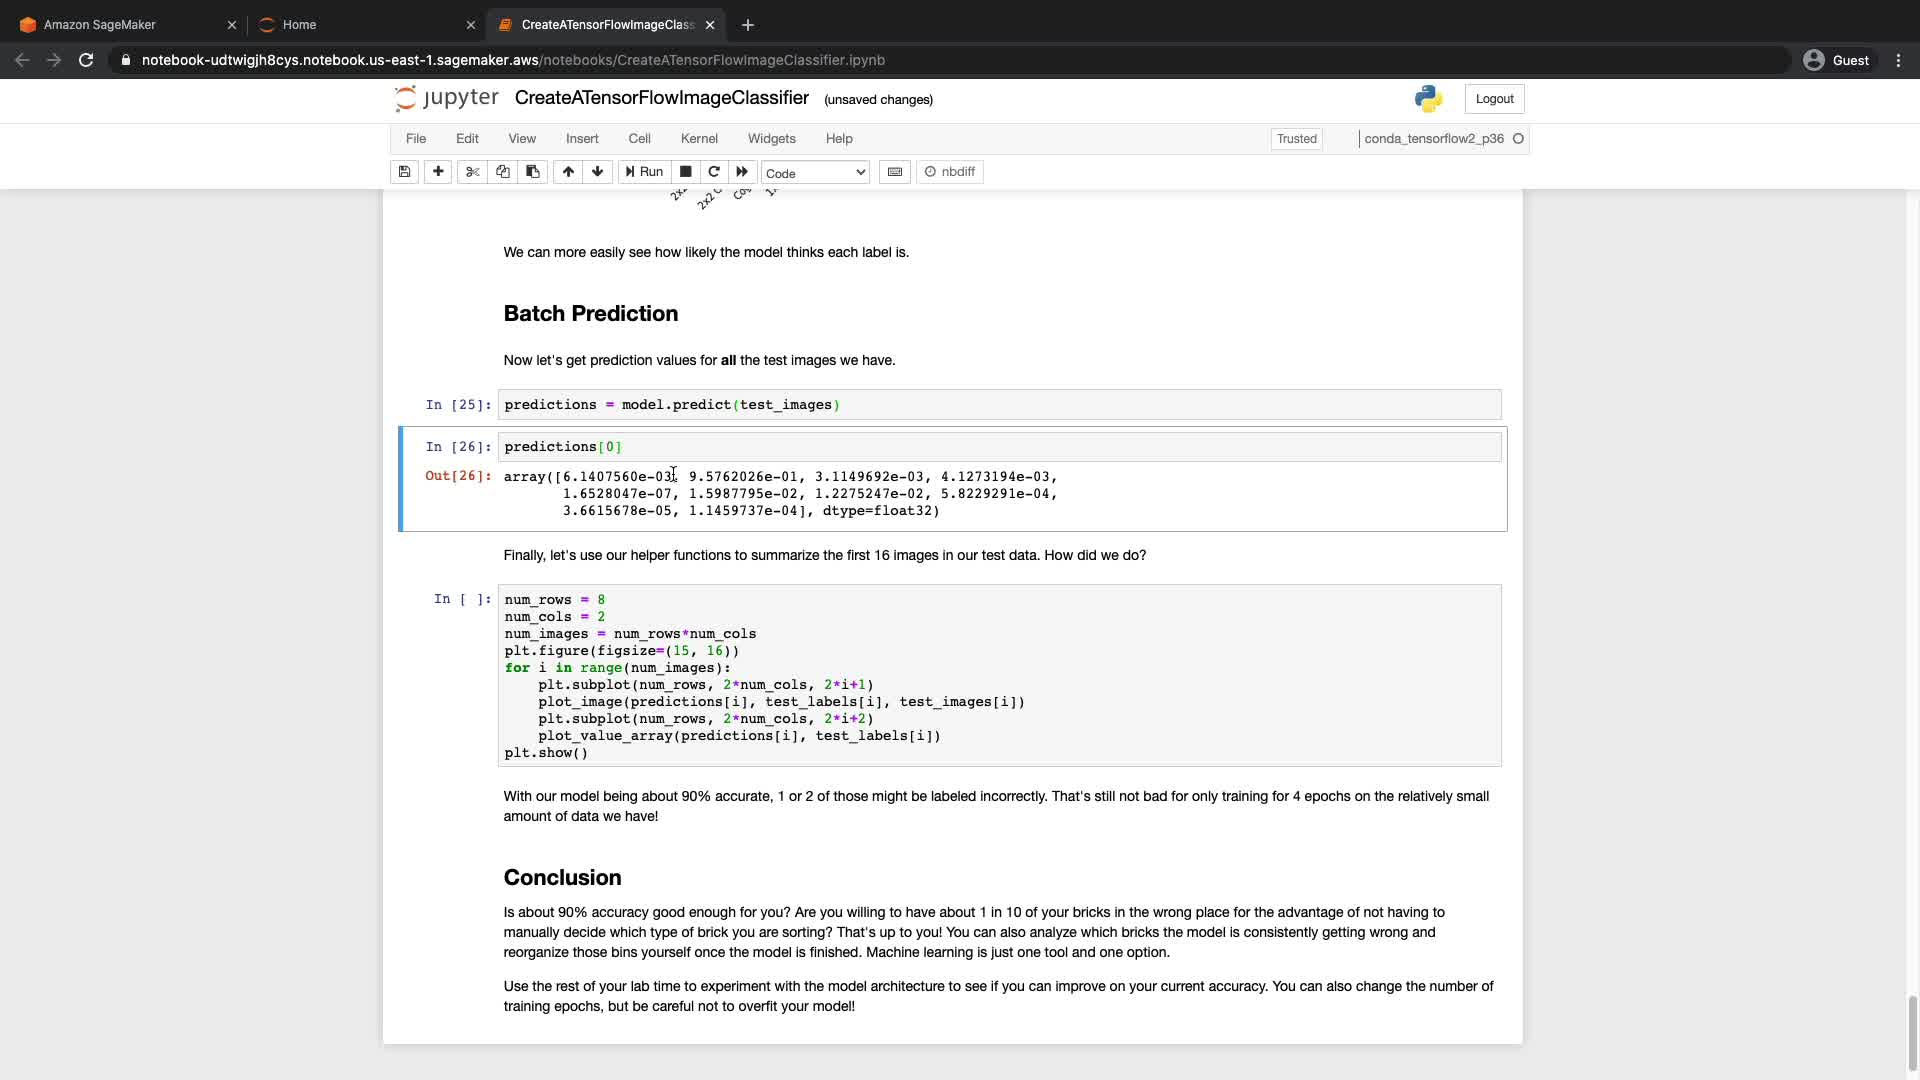 Amazon SageMaker
Home
CreateATensorFlowImageClass
notebook-udtwigjh8cys.notebook.us-east-1.sagemaker.aws/notebooks/CreateATensorFlowImageClassifier.ipynb
Guest
jupyter CreateATensorFlowImageClassifier (unsaved changes)
Logout
File Edit View Insert Cell Kernel Widgets Help
Trusted conda_tensorflow2_p36
Run Code nbdiff
We can more easily see how likely the model thinks each label is.
Batch Prediction
Now let's get prediction values for all the test images we have.
In [25]: predictions = model.predict(test_images)
In [26]: predictions[0]
Out[26]: array([6.1407560e-03, 9.5762026e-01, 3.1149692e-03, 4.1273194e-03,
1.6528047e-07, 1.5987795e-02, 1.2275247e-02, 5.8229291e-04,
3.6615678e-05, 1.1459737e-04], dtype=float32)
Finally, let's use our helper functions to summarize the first 16 images in our test data. How did we do?
In [ ]: num_rows = 8
num_cols = 2
num_images = num_rows*num_cols
plt.figure(figsize=(15, 16))
for i in range(num_images):
    plt.subplot(num_rows, 2*num_cols, 2*i+1)
    plot_image(predictions[i], test_labels[i], test_images[i])
    plt.subplot(num_rows, 2*num_cols, 2*i+2)
    plot_value_array(predictions[i], test_labels[i])
plt.show()
With our model being about 90% accurate, 1 or 2 of those might be labeled incorrectly. That's still not bad for only training for 4 epochs on the relatively small
amount of data we have!
Conclusion
Is about 90% accuracy good enough for you? Are you willing to have about 1 in 10 of your bricks in the wrong place for the advantage of not having to
manually decide which type of brick you are sorting? That's up to you! You can also analyze which bricks the model is consistently getting wrong and
reorganize those bins yourself once the model is finished. Machine learning is just one tool and one option.
Use the rest of your lab time to experiment with the model architecture to see if you can improve on your current accuracy. You can also change the number of
training epochs, but be careful not to overfit your model!